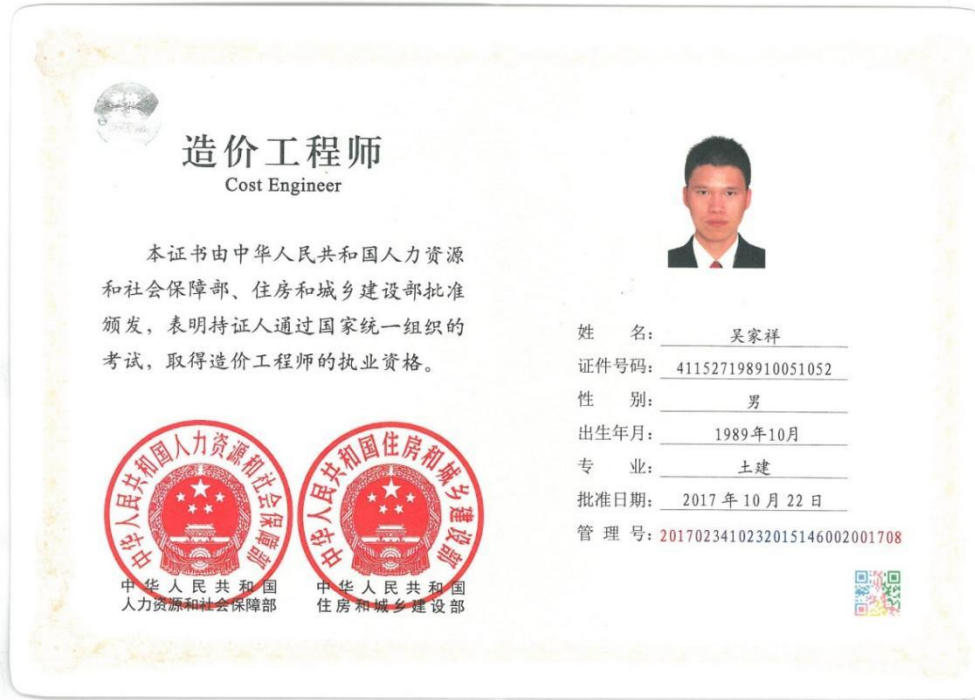 造价工程师
Cost Engineer
本证书由中华人民共和国人力资源
和社会保障部、住房和城乡建设部批准
颁发，表明持证人通过国家统一组织的
考试，取得造价工程师的执业资格。
中华人民共和国人力资源和社会保障部
中华人民共和国住房和城乡建设部
中华人民共和国
人力资源和社会保障部
中华人民共和国
住房和城乡建设部
姓 名： 吴家祥
证件号码： 411527198910051052
性 别： 男
出生年月： 1989年10月
专 业： 土建
批准日期： 2017年10月22日
管 理 号： 2017023410232015146002001708